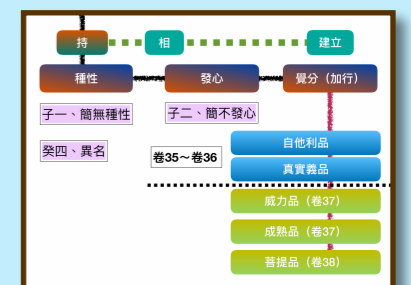 持
相
建立
種性
發心
覺分（加行）
子一、簡無種性
子二、簡不發心
癸四、異名
卷35～卷36
自他利品
真實義品
威力品（卷37）
成熟品（卷37）
菩提品（卷38）